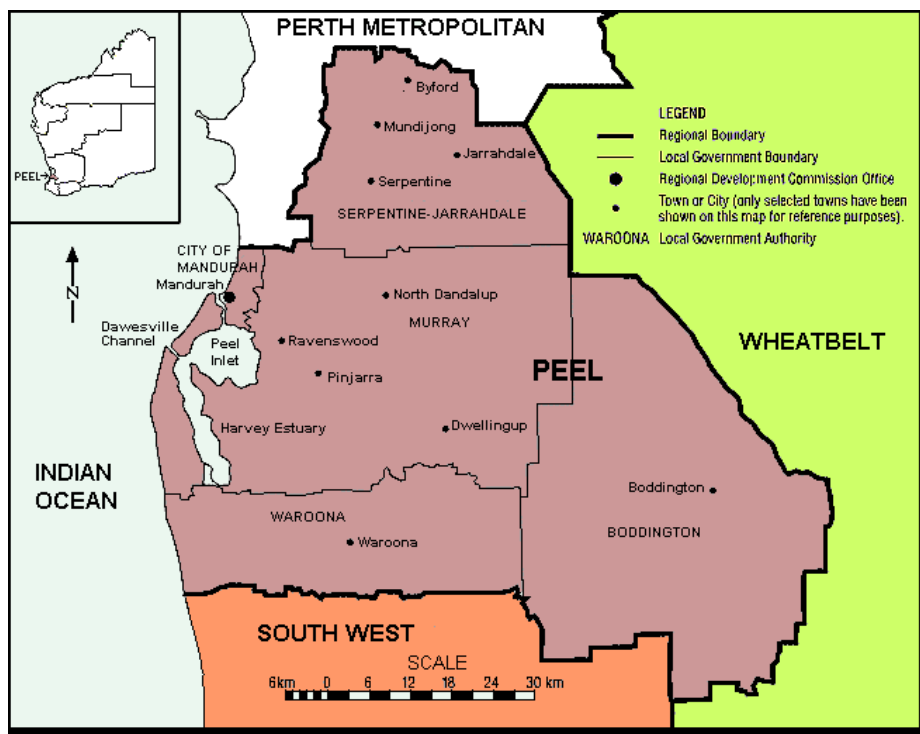 PERTH METROPOLITAN
PEEL
Byford
Mundijong
Jarrahdale
Serpentine
SERPENTINE-JARRAHDALE
LEGEND
Regional Boundary
Local Government Boundary
Regional Development Commission Office
Town or City (only selected towns have been
shown on this map for reference purposes).
WAROONA Local Government Authority
N
CITY OF
MANDURAH
Mandurah
Dawesville
Channel
Peel
Inlet
North Dandalup
MURRAY
Ravenswood
Pinjarra
PEEL
WHEATBELT
Harvey Estuary
Dwellingup
INDIAN
OCEAN
Boddington
BODDINGTON
WAROONA
Waroona
SOUTH WEST
SCALE
6km 0 6 12 18 24 30 km